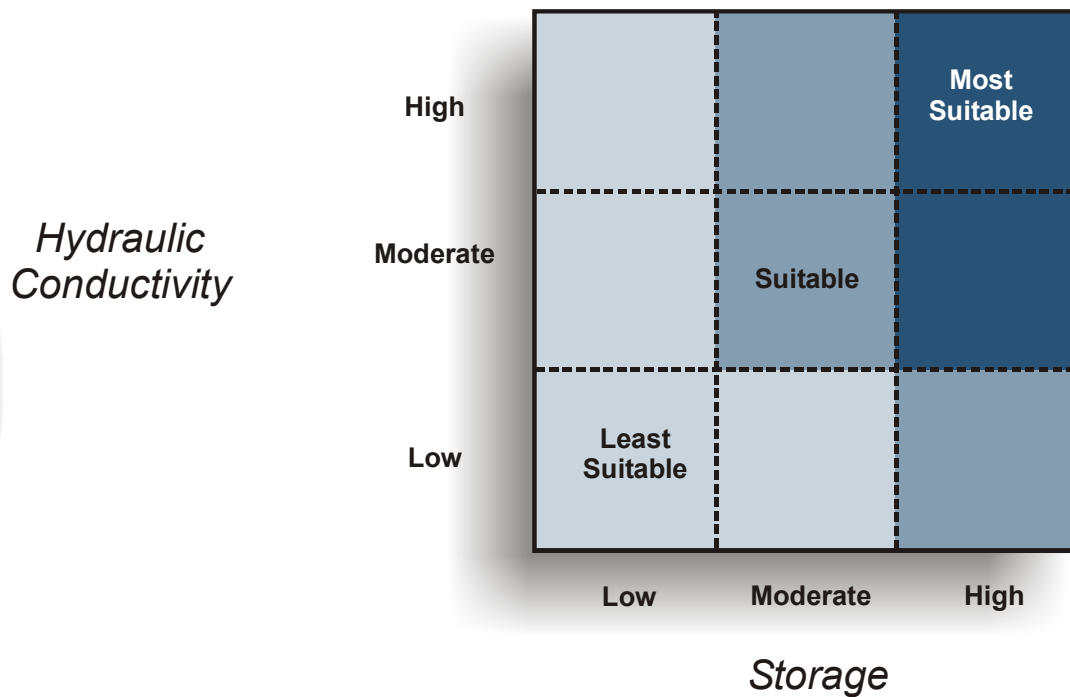 Most
Suitable
High
Hydraulic
Conductivity
Moderate
Suitable
Least
Suitable
Low
Low
Moderate
High
Storage